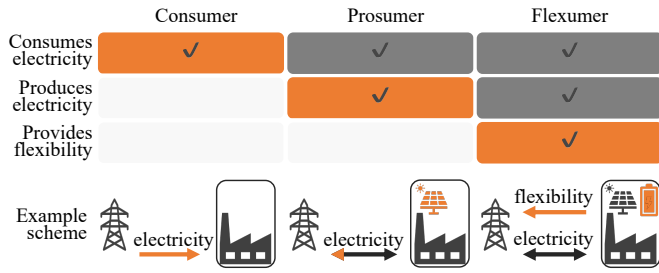 Consumer Prosumer Flexumer
Consumes
electricity
Produces
electricity
Provides
flexibility
Example
scheme
electricity
electricity
flexibility
electricity